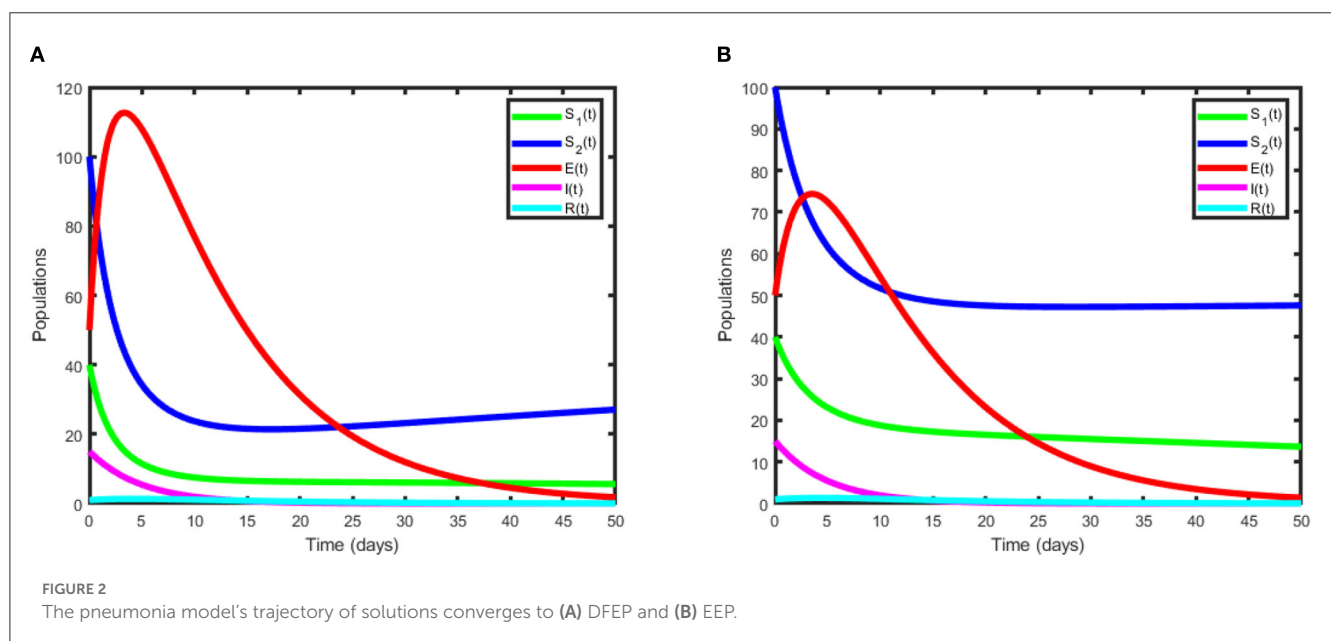 A
B
120
100
80
60
40
20
0
Populations
0 5 10 15 20 25 30 35 40 45 50
Time (days)
S1(t)
S2(t)
E(t)
I(t)
R(t)
100
90
80
70
60
50
40
30
20
10
0
Populations
0 5 10 15 20 25 30 35 40 45 50
Time (days)
S1(t)
S2(t)
E(t)
I(t)
R(t)
FIGURE 2
The pneumonia model's trajectory of solutions converges to (A) DFEP and (B) EEP.